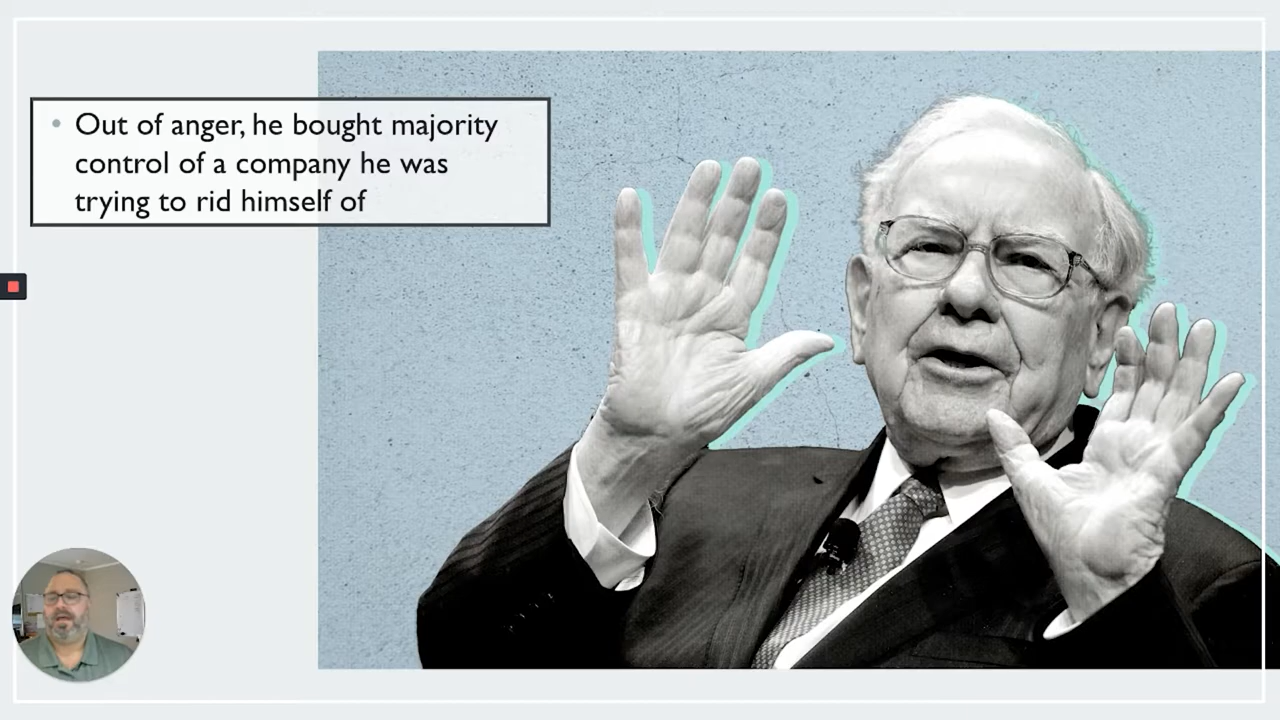 Out of anger, he bought majority
control of a company he was
trying to rid himself of